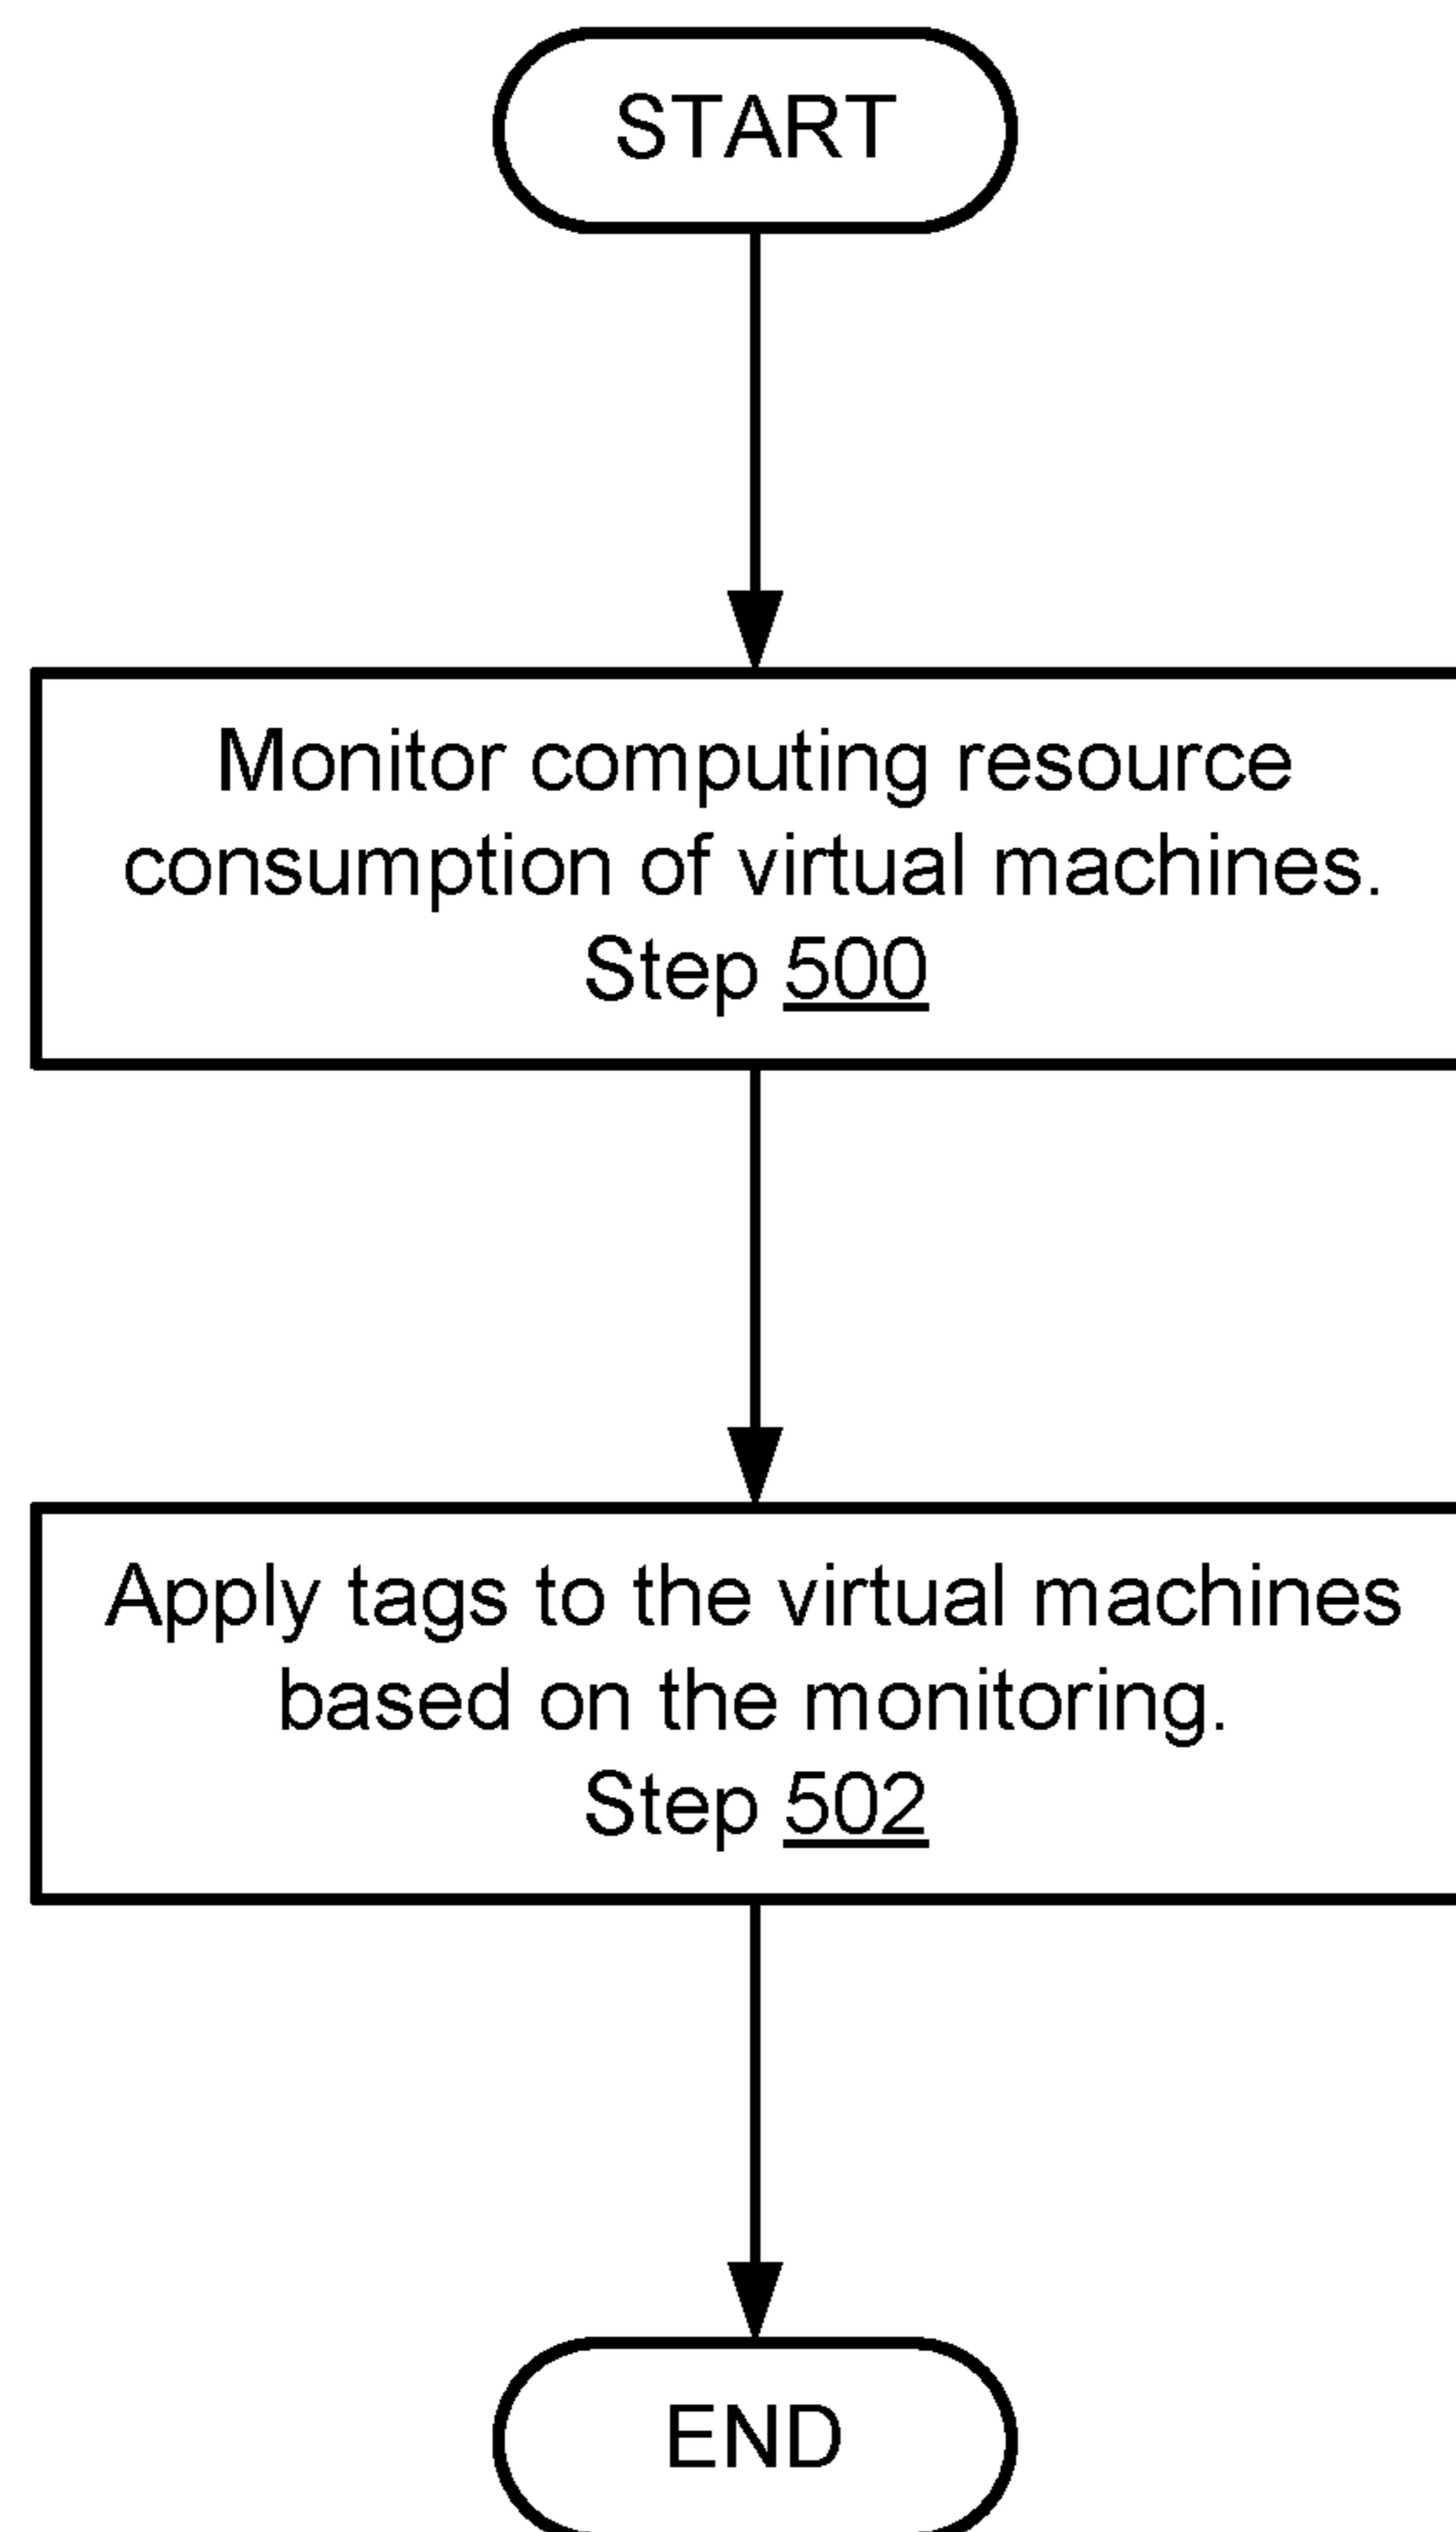 START
Monitor computing resource
consumption of virtual machines.
Step 500
Apply tags to the virtual machines
based on the monitoring.
Step 502
END